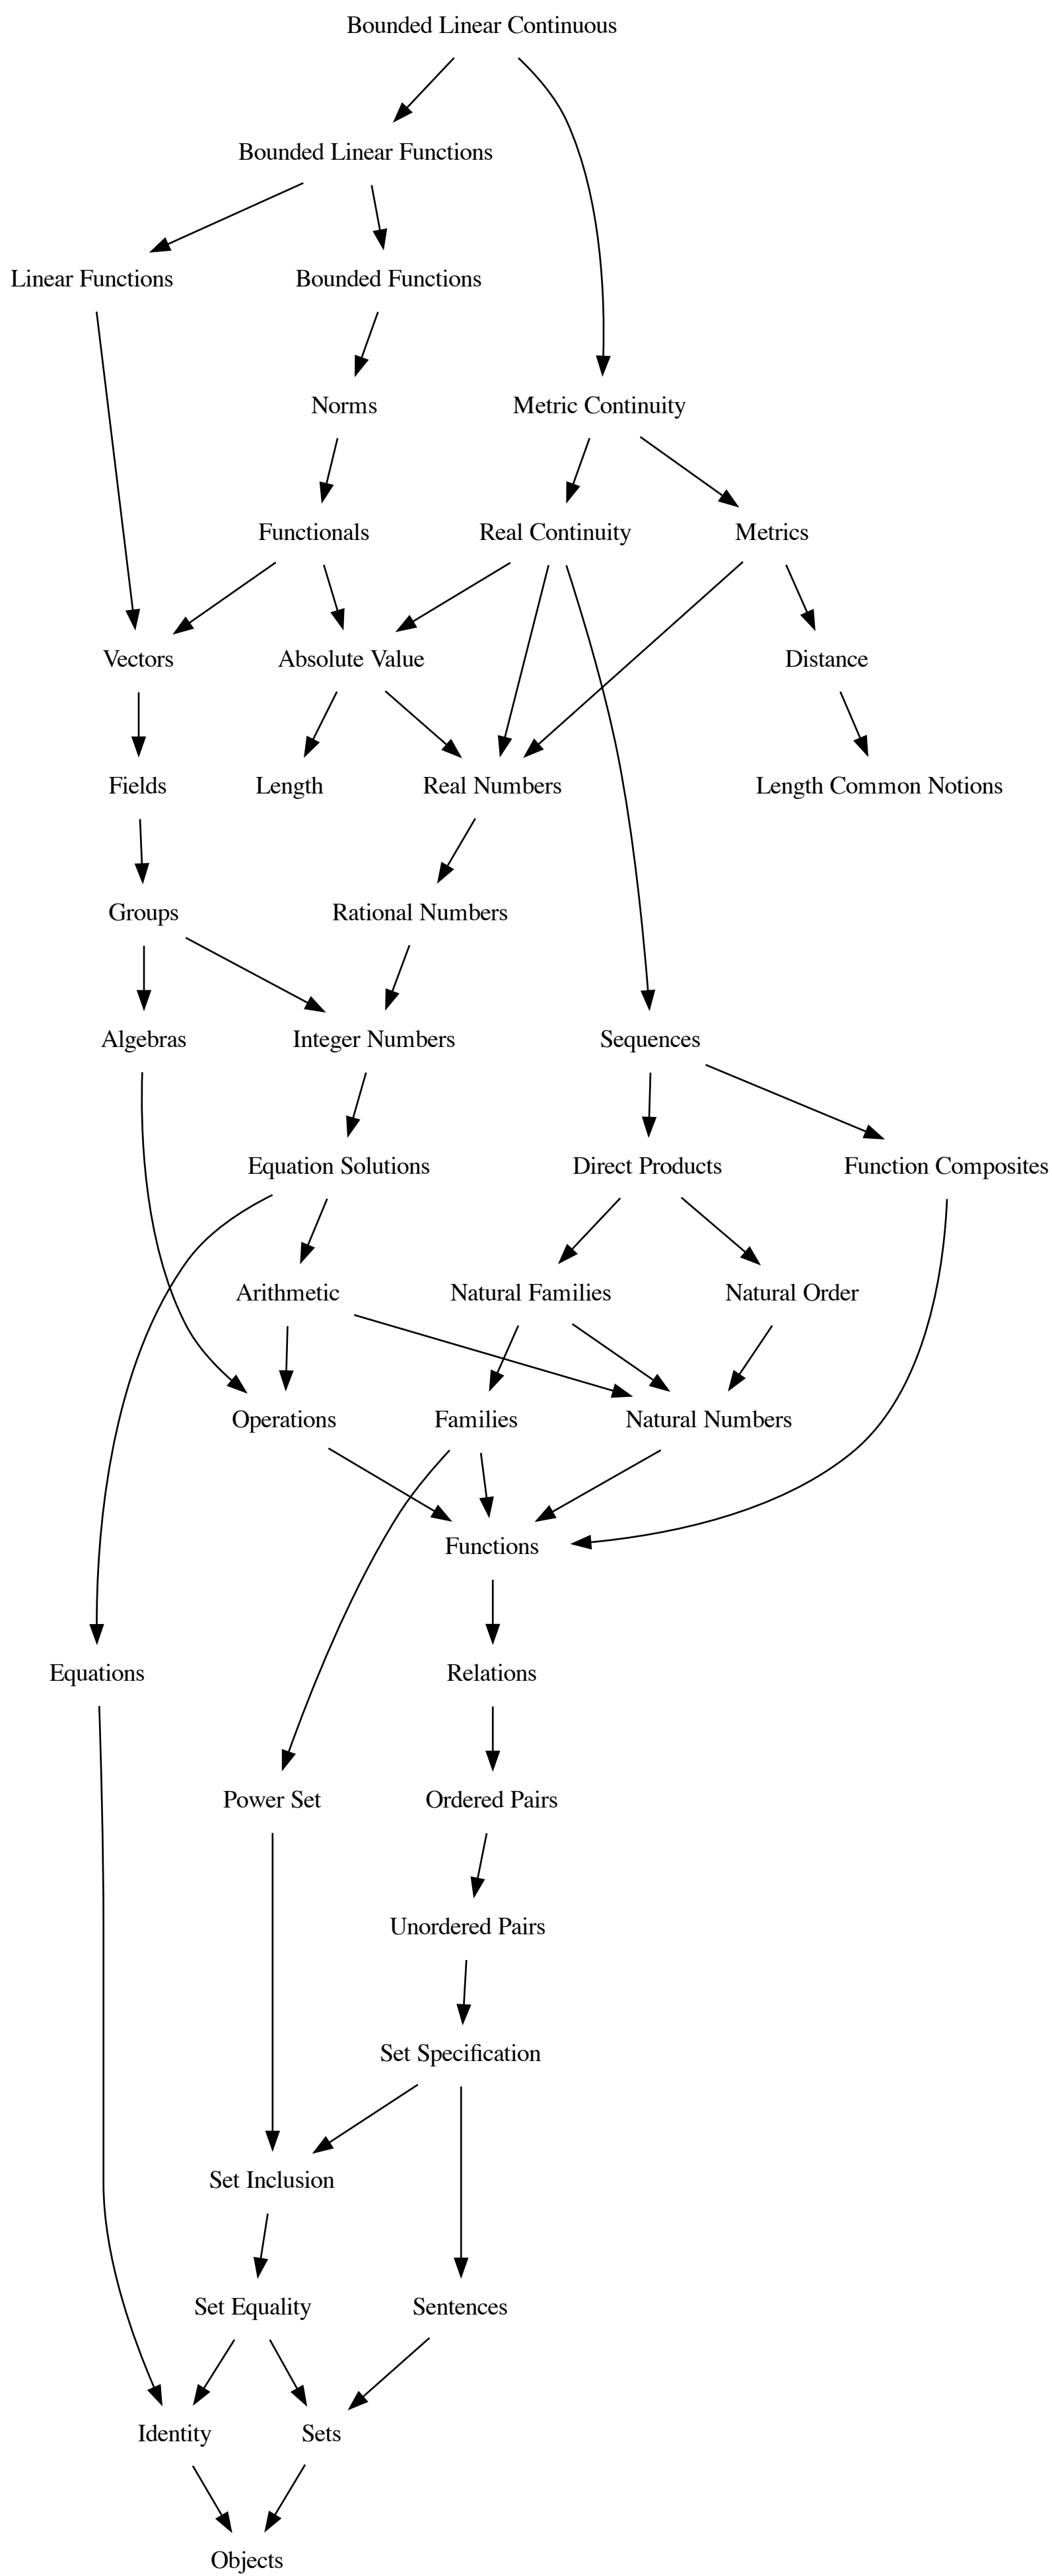 Bounded Linear Continuous
Bounded Linear Functions
Linear Functions
Bounded Functions
Norms
Metric Continuity
Functionals
Real Continuity
Metrics
Vectors
Absolute Value
Distance
Fields
Length
Real Numbers
Length Common Notions
Groups
Rational Numbers
Algebras
Integer Numbers
Sequences
Equation Solutions
Direct Products
Function Composites
Arithmetic
Natural Families
Natural Order
Operations
Families
Natural Numbers
Functions
Equations
Relations
Power Set
Ordered Pairs
Unordered Pairs
Set Specification
Set Inclusion
Set Equality
Sentences
Identity
Sets
Objects